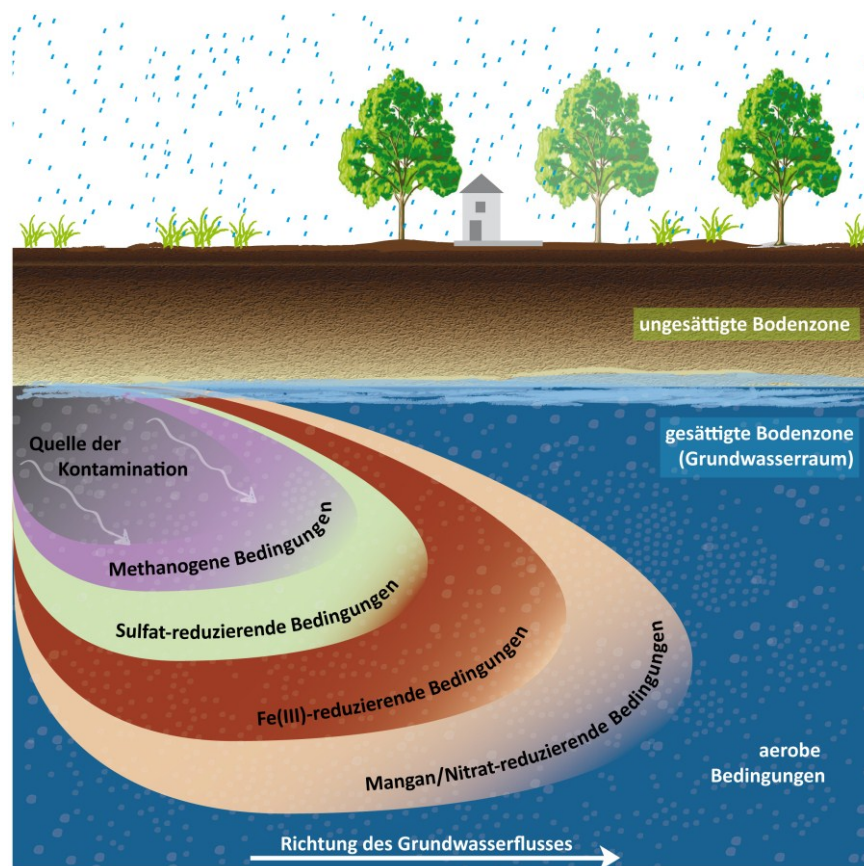 ungesättigte Bodenzone
gesättigte Bodenzone
(Grundwasserraum)
Quelle der
Kontamination
Methanogene Bedingungen
Sulfat-reduzierende Bedingungen
Fe(III)-reduzierende Bedingungen
Mangan/Nitrat-reduzierende Bedingungen
aerobe
Bedingungen
Richtung des Grundwasserflusses